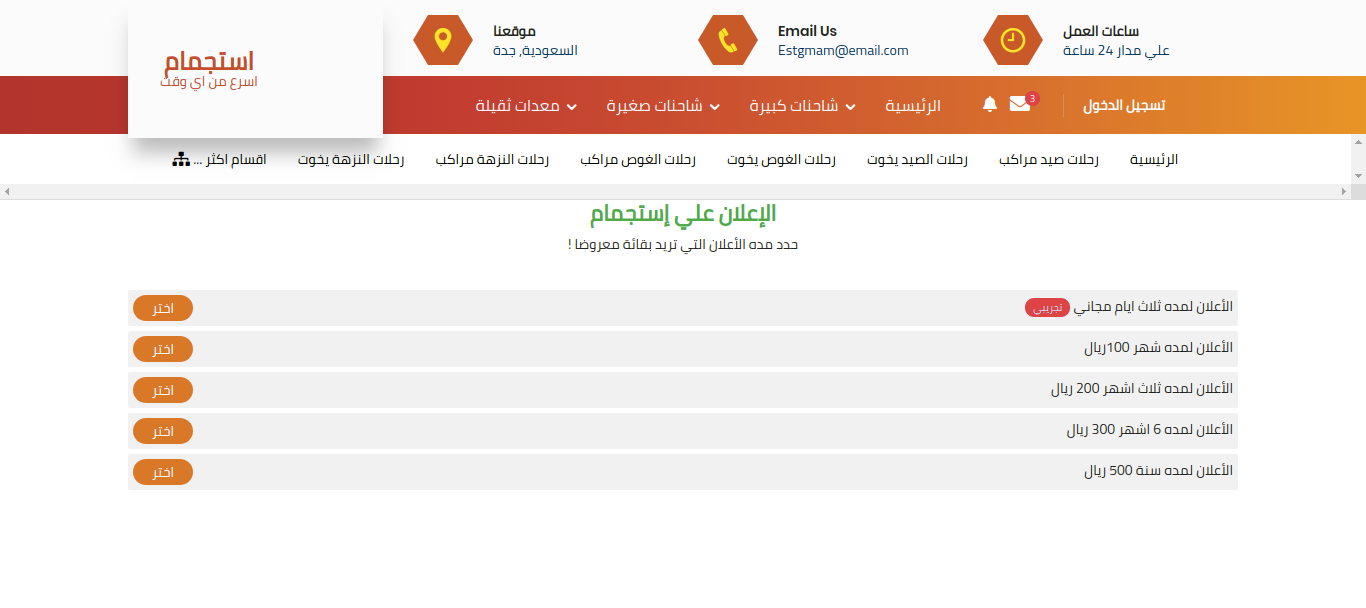 ساعات العمل
علي مدار 24 ساعة
Email Us
Estgmam@email.com
موقعنا
السعودية, جدة
استجمام
اسرع من اي وقت
تسجيل الدخول
3
الرئيسية
شاحنات كبيرة
شاحنات صغيرة
معدات ثقيلة
الرئيسية
رحلات صيد مراكب
رحلات الصيد يخوت
رحلات الغوص يخوت
رحلات الغوص مراكب
رحلات النزهة مراكب
رحلات النزهة يخوت
اقسام اكثر ...
الإعلان علي إستجمام
حدد مده الأعلان التي تريد بقائة معروضا !
الأعلان لمده ثلاث ايام مجاني تجريبي
اختر
الأعلان لمده شهر 100ريال
اختر
الأعلان لمده ثلاث اشهر 200 ريال
اختر
الأعلان لمده 6 اشهر 300 ريال
اختر
الأعلان لمده سنة 500 ريال
اختر